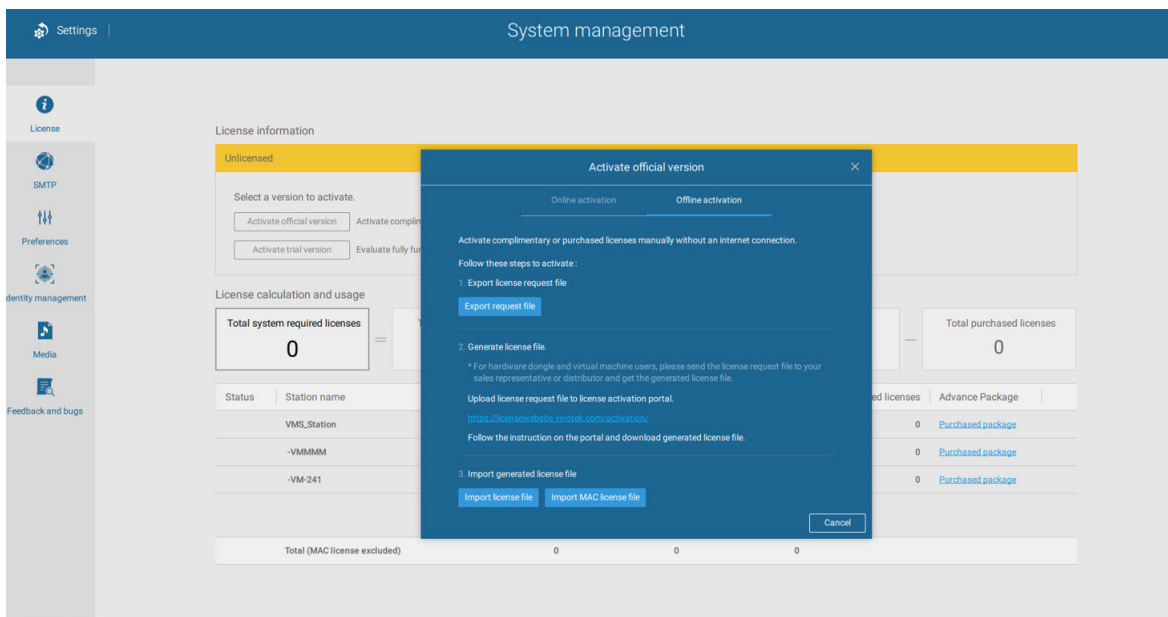 Settings
System management
License
SMTP
Preferences
dentity management
Media
Feedback and bugs
License information
Unlicensed
Select a version to activate.
Activate official version
Activate complim
Activate trial version
Evaluate fully fun
License calculation and usage
Total system required licenses
0
=
T
—
Total purchased licenses
0
Status
Station name
ed licenses
Advance Package
VMS_Station
0
Purchased package
-VMMMM
0
Purchased package
-VM-241
0
Purchased package
Total (MAC license excluded)
0
0
0
Activate official version
Online activation
Offline activation
Activate complimentary or purchased licenses manually without an internet connection.
Follow these steps to activate :
1. Export license request file
Export request file
2. Generate license file.
* For hardware dongle and virtual machine users, please send the license request file to your
sales representative or distributor and get the generated license file.
Upload license request file to license activation portal.
https://licensewebsite.vivotek.com/activation/
Follow the instruction on the portal and download generated license file.
3. Import generated license file
Import license file
Import MAC license file
Cancel